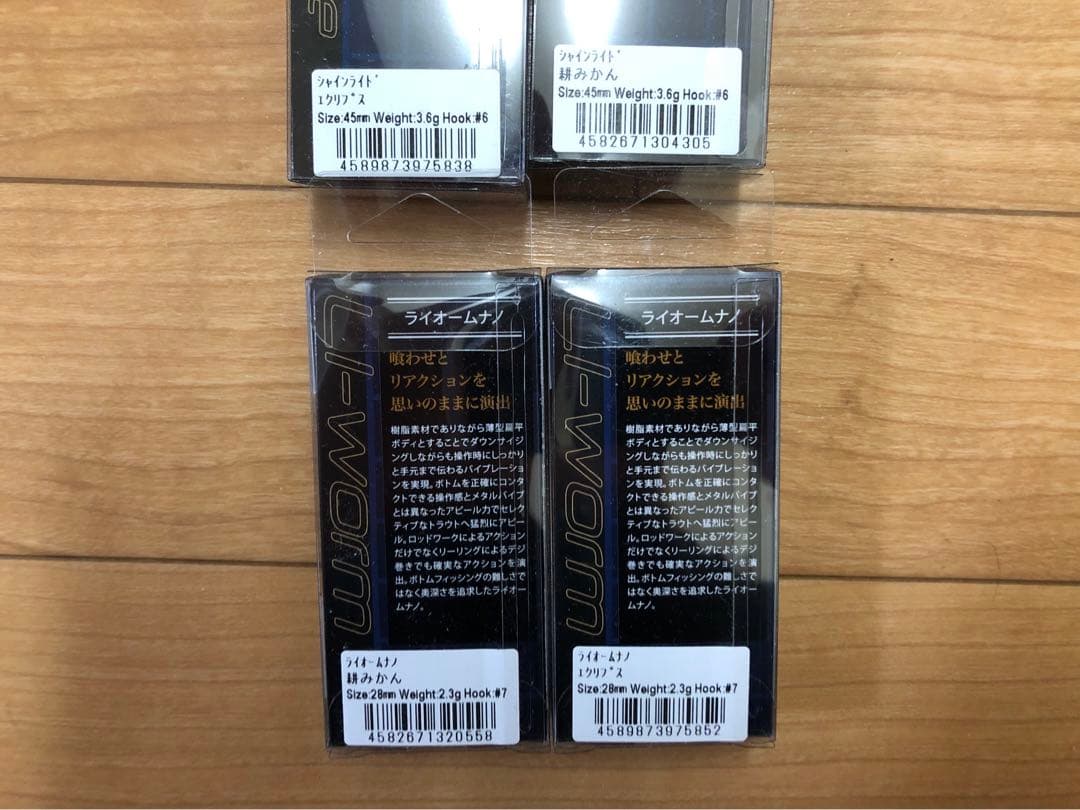 シャインライド
エクリプス
Size:45mm Weight:3.6g Hook:#6
4589873975838
シャインライド
耕みかん
Size:45mm Weight:3.6g Hook:#6
4582671304305
LI-WORM
ライオームナノ
喰わせと
リアクションを
思いのままに演出
樹脂素材でありながら薄型扁平
ボディとすることでダウンサイジ
ングしながらも操作時にしっかり
と手元まで伝わるバイブレーショ
ンを実現。ボトムを正確にコンタ
クトできる操作感とメタルバイブ
とは異なったアピール力でセレク
ティブなトラウトへ猛烈にアピー
ル。ロッドワークによるアクション
だけでなくリーリングによるデジ
巻きでも確実なアクションを演
出。ボトムフィッシングの難しさで
はなく奥深さを追求したライオー
ムナノ。
ライオームナノ
耕みかん
Size:28mm Weight:2.3g Hook:#7
4582671320558
LI-WORM
ライオームナノ
喰わせと
リアクションを
思いのままに演出
樹脂素材でありながら薄型扁平
ボディとすることでダウンサイジ
ングしながらも操作時にしっかり
と手元まで伝わるバイブレーショ
ンを実現。ボトムを正確にコンタ
クトできる操作感とメタルバイブ
とは異なったアピール力でセレク
ティブなトラウトへ猛烈にアピー
ル。ロッドワークによるアクション
だけでなくリーリングによるデジ
巻きでも確実なアクションを演
出。ボトムフィッシングの難しさで
はなく奥深さを追求したライオー
ムナノ。
ライオームナノ
エクリプス
Size:28mm Weight:2.3g Hook:#7
4589873975852